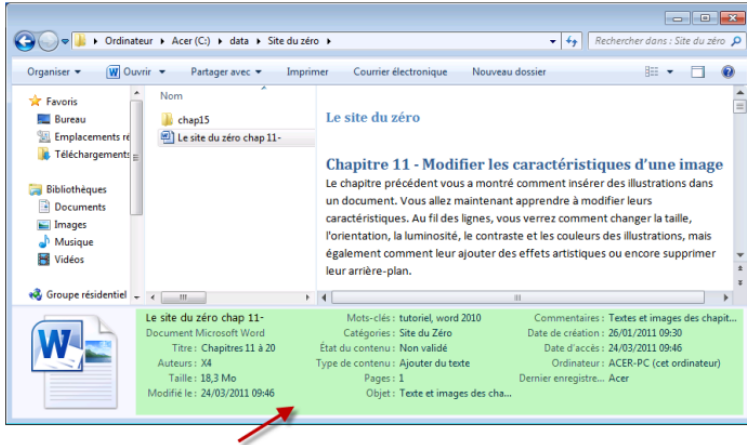 Ordinateur Acer (C:) data Site du zéro
Rechercher dans : Site du zéro
Organiser Ouvrir Partager avec Imprimer Courrier électronique Nouveau dossier
Favoris
Bureau
Emplacements ré
Téléchargements
Bibliothèques
Documents
Images
Musique
Vidéos
Groupe résidentiel
Nom
chap15
Le site du zéro chap 11-
Le site du zéro
Chapitre 11 - Modifier les caractéristiques d'une image
Le chapitre précédent vous a montré comment insérer des illustrations dans
un document. Vous allez maintenant apprendre à modifier leurs
caractéristiques. Au fil des lignes, vous verrez comment changer la taille,
l'orientation, la luminosité, le contraste et les couleurs des illustrations, mais
également comment leur ajouter des effets artistiques ou encore supprimer
leur arrière-plan.
Le site du zéro chap 11-
Document Microsoft Word
Titre : Chapitres 11 à 20
Auteurs : X4
Taille : 18,3 Mo
Modifié le : 24/03/2011 09:46
Mots-clés : tutoriel, word 2010
Catégories : Site du Zéro
État du contenu : Non validé
Type de contenu : Ajouter du texte
Pages : 1
Objet : Texte et images des cha...
Commentaires : Textes et images des chapit...
Date de création : 26/01/2011 09:30
Date d'accès : 24/03/2011 09:46
Ordinateur : ACER-PC (cet ordinateur)
Dernier enregistre... Acer